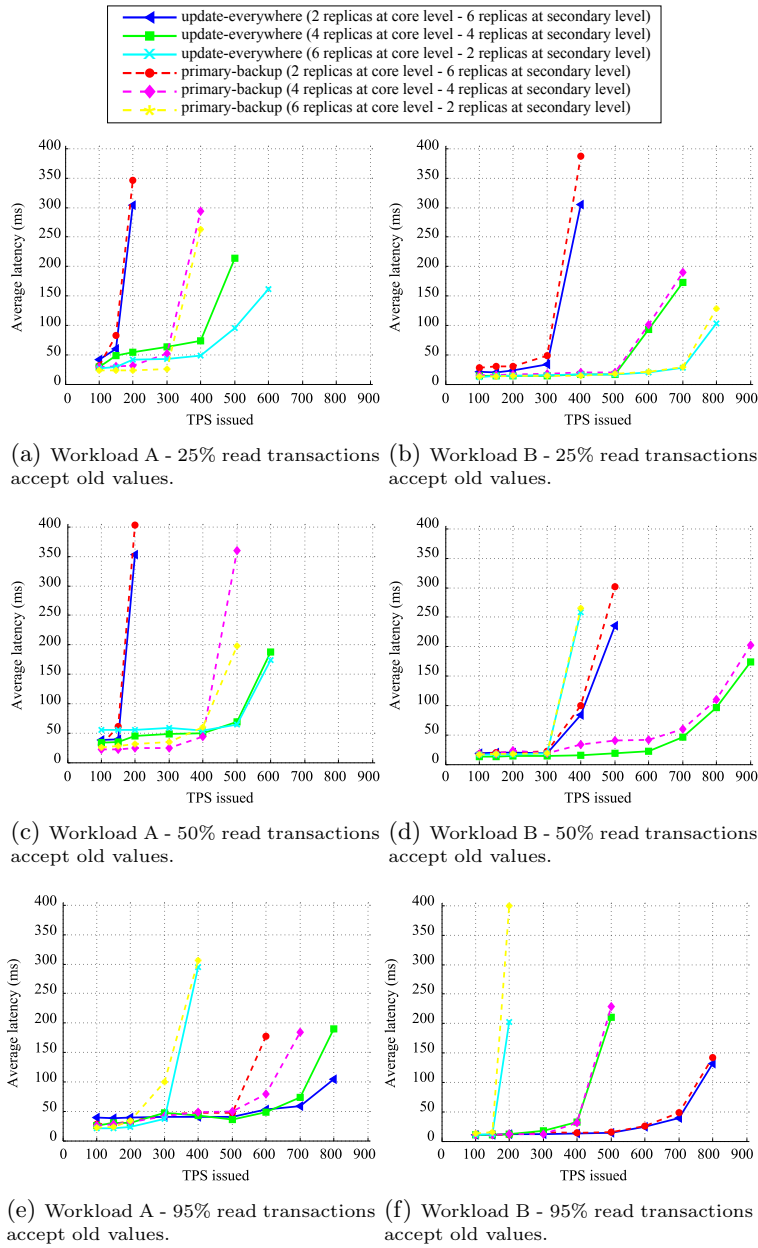 update-everywhere (2 replicas at core level - 6 replicas at secondary level)
update-everywhere (4 replicas at core level - 4 replicas at secondary level)
update-everywhere (6 replicas at core level - 2 replicas at secondary level)
primary-backup (2 replicas at core level - 6 replicas at secondary level)
primary-backup (4 replicas at core level - 4 replicas at secondary level)
primary-backup (6 replicas at core level - 2 replicas at secondary level)
400
350
300
250
200
150
100
50
0
Average latency (ms)
0 100 200 300 400 500 600 700 800 900
TPS issued
(a) Workload A - 25% read transactions
accept old values.
400
350
300
250
200
150
100
50
0
Average latency (ms)
0 100 200 300 400 500 600 700 800 900
TPS issued
(b) Workload B - 25% read transactions
accept old values.
400
350
300
250
200
150
100
50
0
Average latency (ms)
0 100 200 300 400 500 600 700 800 900
TPS issued
(c) Workload A - 50% read transactions
accept old values.
400
350
300
250
200
150
100
50
0
Average latency (ms)
0 100 200 300 400 500 600 700 800 900
TPS issued
(d) Workload B - 50% read transactions
accept old values.
400
350
300
250
200
150
100
50
0
Average latency (ms)
0 100 200 300 400 500 600 700 800 900
TPS issued
(e) Workload A - 95% read transactions
accept old values.
400
350
300
250
200
150
100
50
0
Average latency (ms)
0 100 200 300 400 500 600 700 800 900
TPS issued
(f) Workload B - 95% read transactions
accept old values.